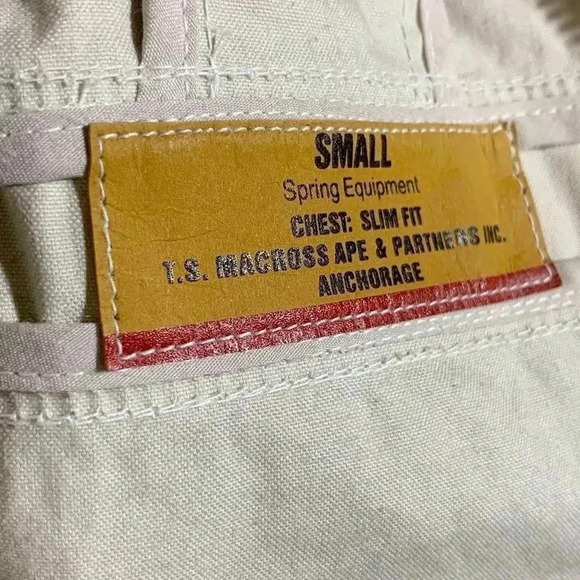 SMALL
Spring Equipment
CHEST: SLIM FIT
T.S. MACROSS APE & PARTNERS INC.
ANCHORAGE